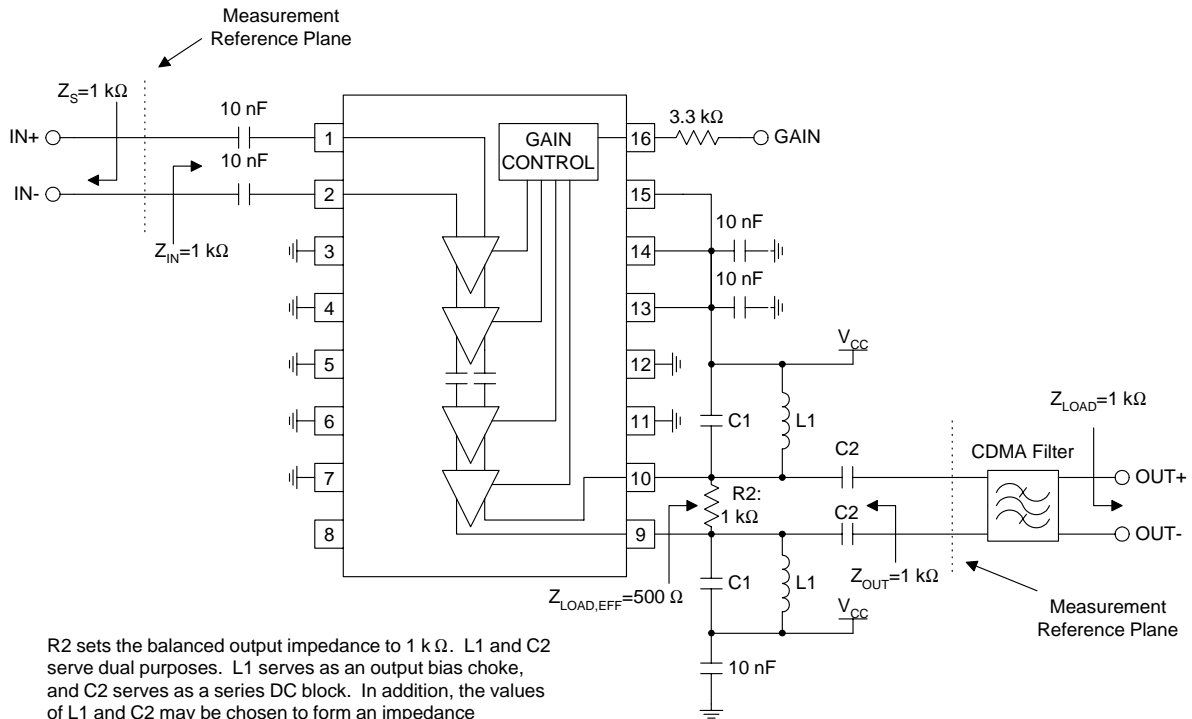 Measurement
Reference Plane
Z_S=1 kΩ
10 nF
IN+
1
10 nF
IN-
2
Z_IN=1 kΩ
3
4
5
6
7
8
GAIN
CONTROL
16
3.3 kΩ
GAIN
15
10 nF
14
10 nF
13
V_CC
12
11
C1
L1
Z_LOAD=1 kΩ
C2
CDMA Filter
10
OUT+
R2:
1 kΩ
C2
9
OUT-
C1
L1
Z_OUT=1 kΩ
Z_LOAD,EFF=500 Ω
V_CC
Measurement
Reference Plane
10 nF
R2 sets the balanced output impedance to 1 kΩ. L1 and C2
serve dual purposes. L1 serves as an output bias choke,
and C2 serves as a series DC block. In addition, the values
of L1 and C2 may be chosen to form an impedance